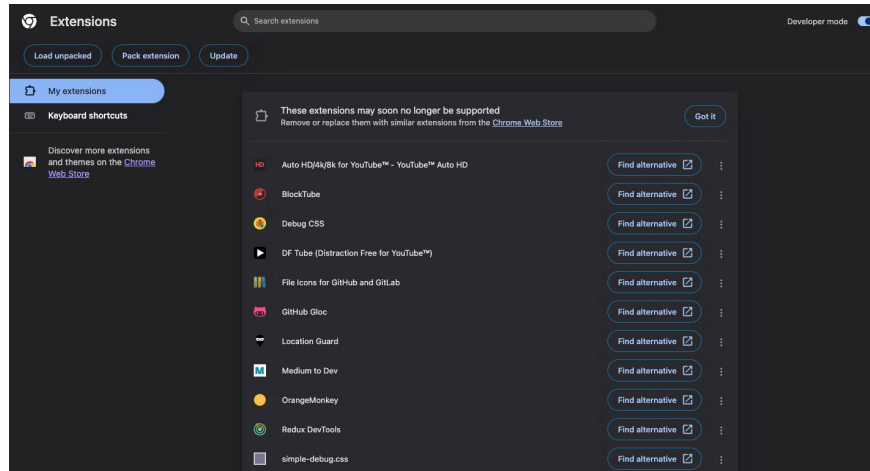 Extensions
Search extensions
Developer mode
Load unpacked
Pack extension
Update
My extensions
Keyboard shortcuts
Discover more extensions
and themes on the Chrome
Web Store
These extensions may soon no longer be supported
Remove or replace them with similar extensions from the Chrome Web Store
Got it
HD Auto HD/4k/8k for YouTube™ - YouTube™ Auto HD
Find alternative
BlockTube
Find alternative
Debug CSS
Find alternative
DF Tube (Distraction Free for YouTube™)
Find alternative
File Icons for GitHub and GitLab
Find alternative
GitHub Gloc
Find alternative
Location Guard
Find alternative
M Medium to Dev
Find alternative
OrangeMonkey
Find alternative
Redux DevTools
Find alternative
simple-debug.css
Find alternative